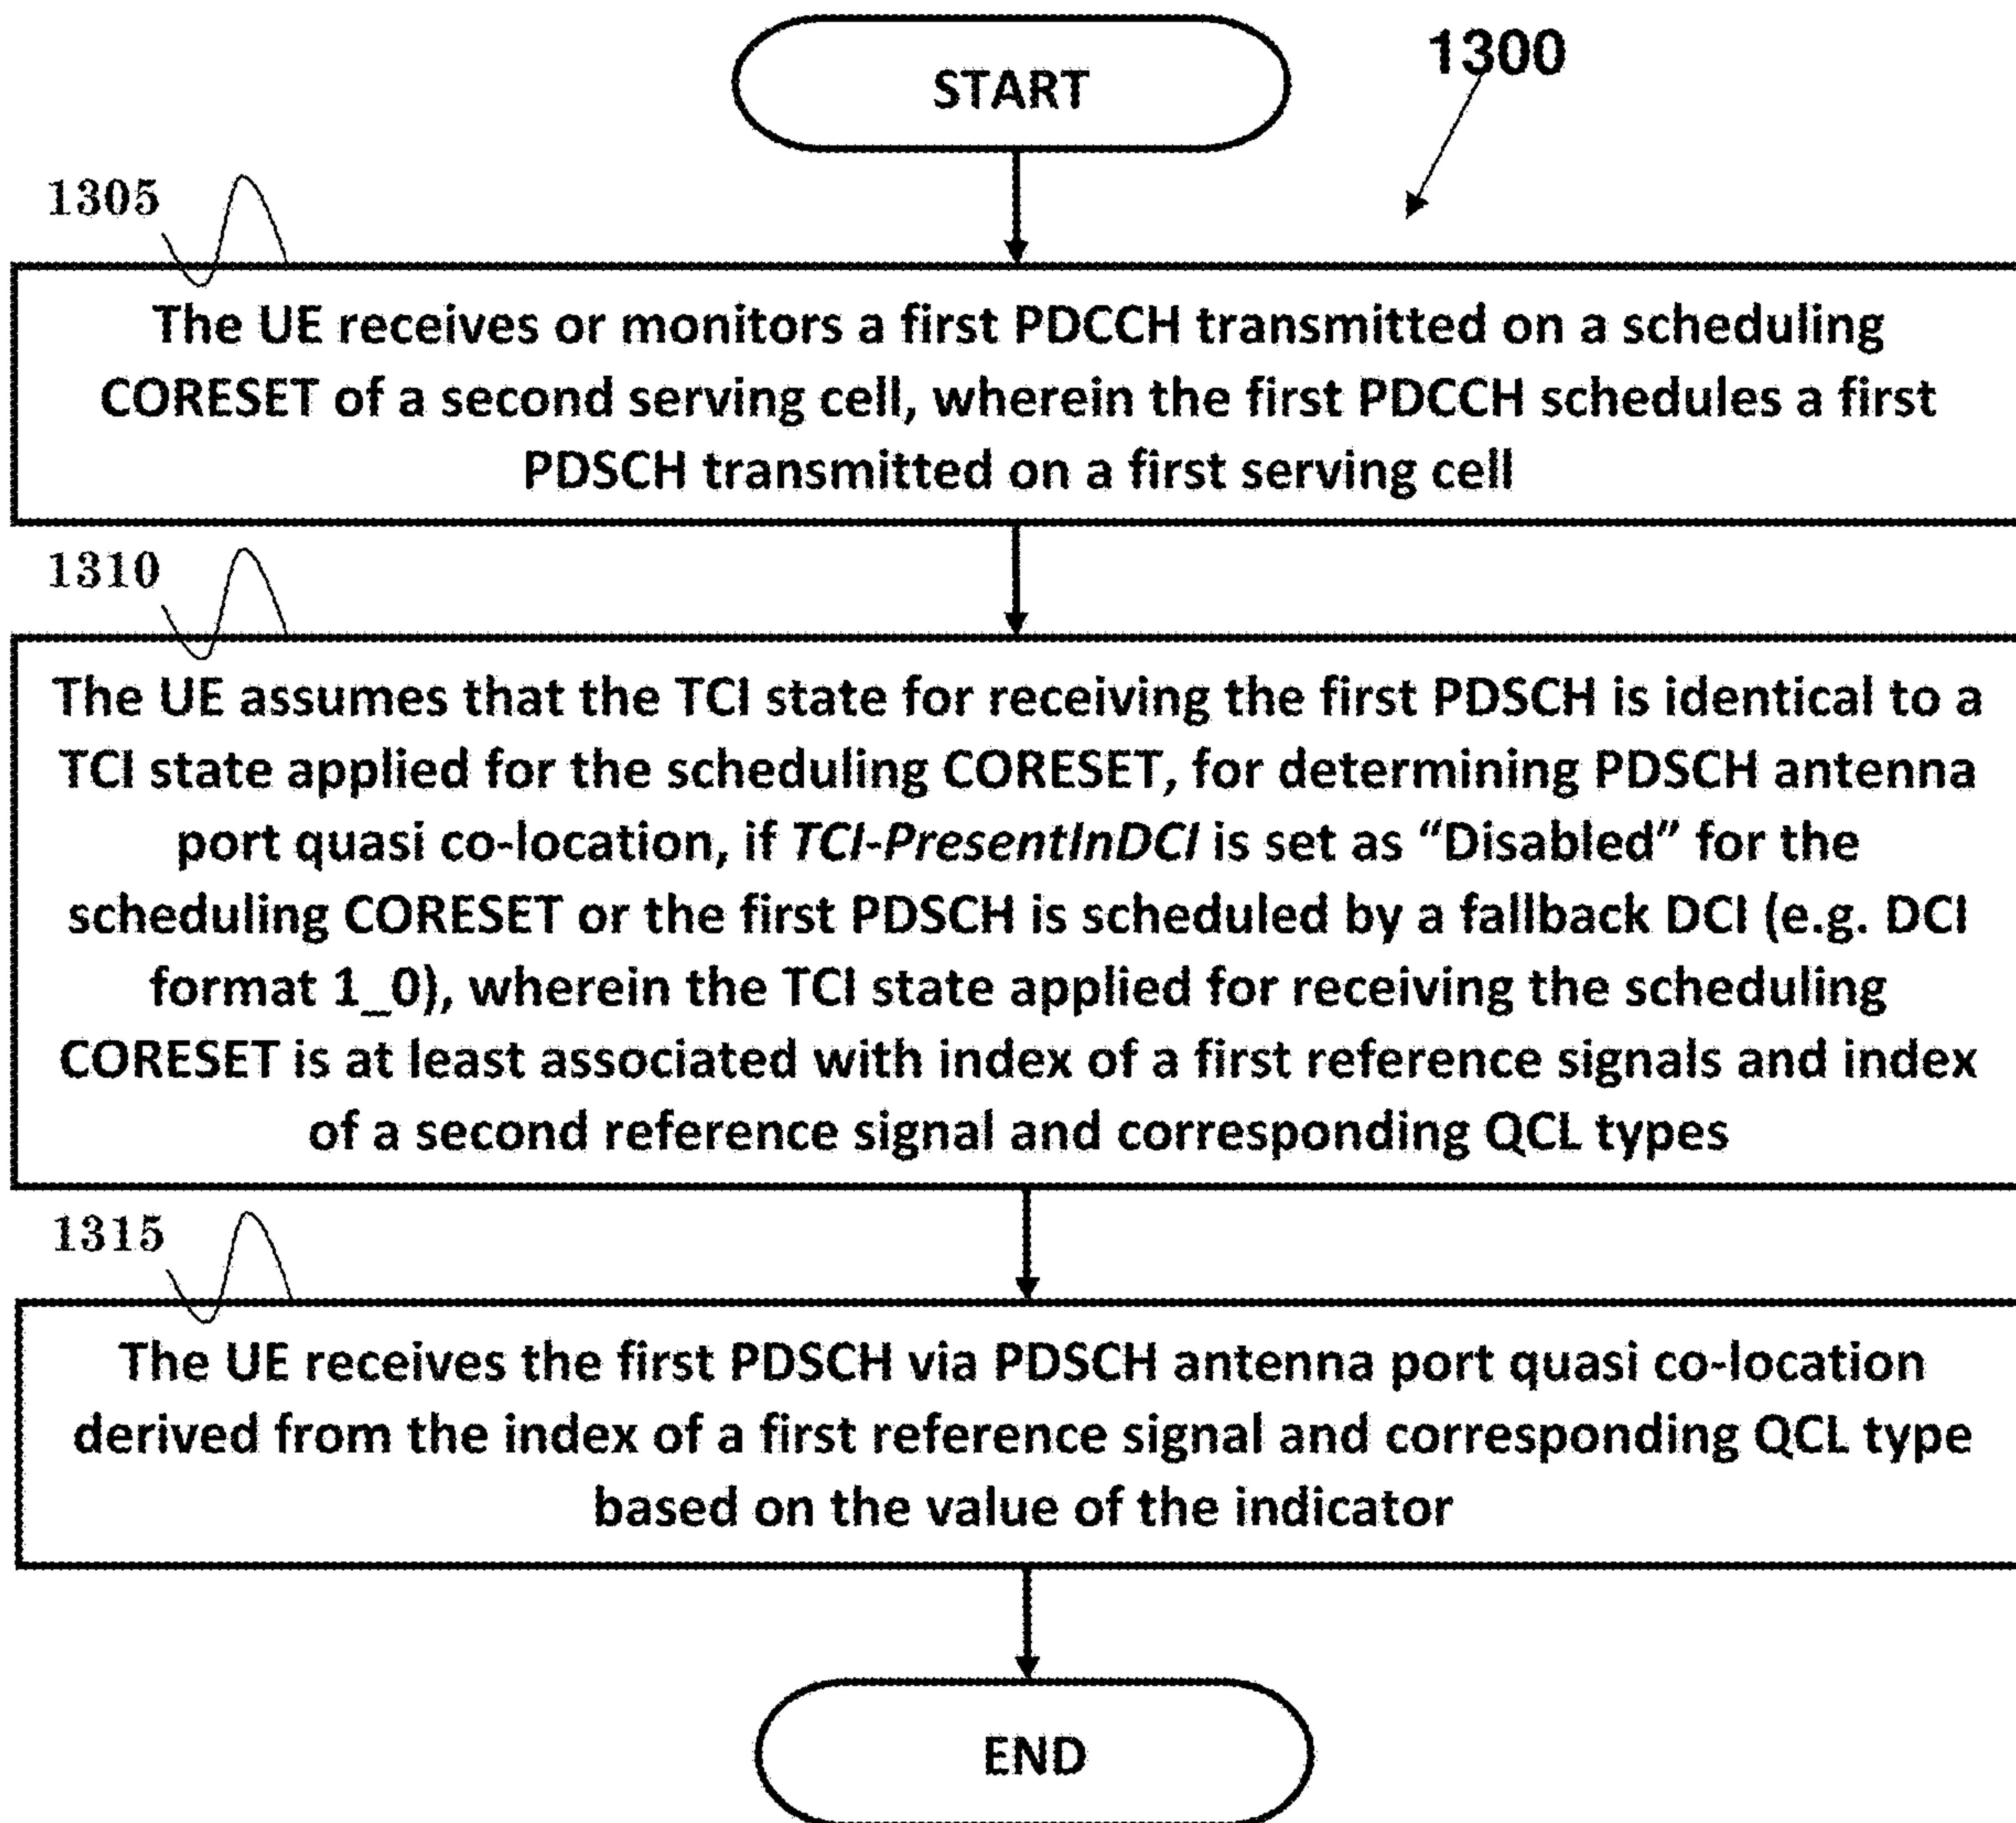 START
1300
1305
The UE receives or monitors a first PDCCH transmitted on a scheduling
CORESET of a second serving cell, wherein the first PDCCH schedules a first
PDSCH transmitted on a first serving cell
1310
The UE assumes that the TCI state for receiving the first PDSCH is identical to a
TCI state applied for the scheduling CORESET, for determining PDSCH antenna
port quasi co-location, if TCI-PresentInDCI is set as “Disabled” for the
scheduling CORESET or the first PDSCH is scheduled by a fallback DCI (e.g. DCI
format 1_0), wherein the TCI state applied for receiving the scheduling
CORESET is at least associated with index of a first reference signals and index
of a second reference signal and corresponding QCL types
1315
The UE receives the first PDSCH via PDSCH antenna port quasi co-location
derived from the index of a first reference signal and corresponding QCL type
based on the value of the indicator
END